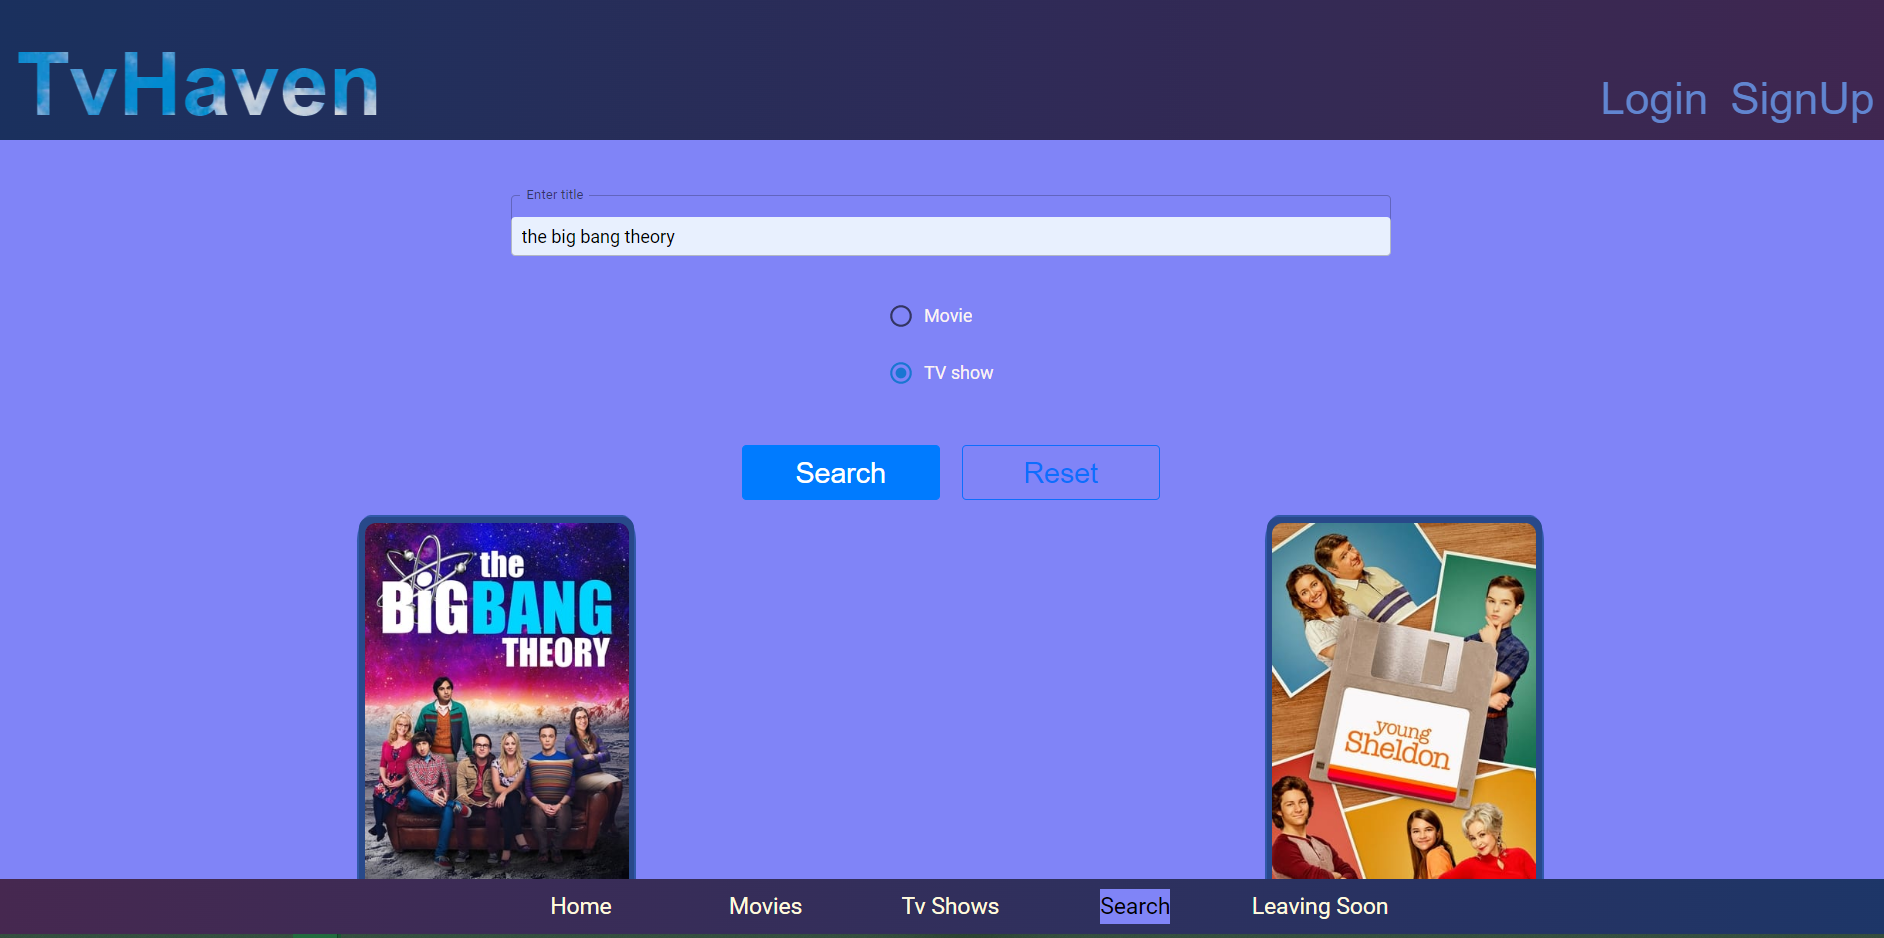 TvHaven
Login SignUp
Enter title
the big bang theory
Movie
TV show
Search Reset
the
BiG BANG
THEORY
young
Sheldon
Home Movies Tv Shows Search Leaving Soon